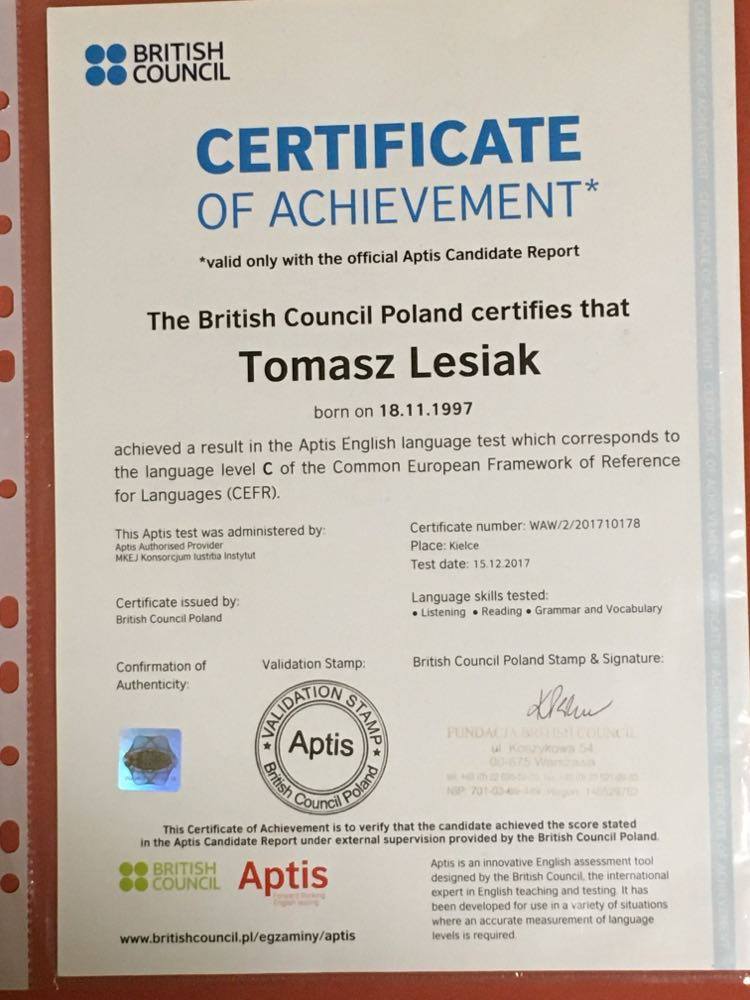 BRITISH
COUNCIL
CERTIFICATE
OF ACHIEVEMENT*
*valid only with the official Aptis Candidate Report
The British Council Poland certifies that
Tomasz Lesiak
born on 18.11.1997
achieved a result in the Aptis English language test which corresponds to
the language level C of the Common European Framework of Reference
for Languages (CEFR).
This Aptis test was administered by:
Aptis Authorised Provider
MKEJ Konsorcjum Iustitia Instytut
Certificate issued by:
British Council Poland
Certificate number: WAW/2/201710178
Place: Kielce
Test date: 15.12.2017
Language skills tested:
• Listening • Reading • Grammar and Vocabulary
Confirmation of
Authenticity:
Validation Stamp:
VALIDATION STAMP
Aptis
British Council Poland
British Council Poland Stamp & Signature:
FUNDACJA BRITISH COUNCIL
ul. Koszykowa 54
00-675 Warszawa
This Certificate of Achievement is to verify that the candidate achieved the score stated
in the Aptis Candidate Report under external supervision provided by the British Council Poland.
BRITISH
COUNCIL
Aptis
Forward thinking
English testing
www.britishcouncil.pl/egzaminy/aptis
Aptis is an innovative English assessment tool
designed by the British Council, the international
expert in English teaching and testing. It has
been developed for use in a variety of situations
where an accurate measurement of language
levels is required.
CERTIFICATE OF ACHIEVEMENT